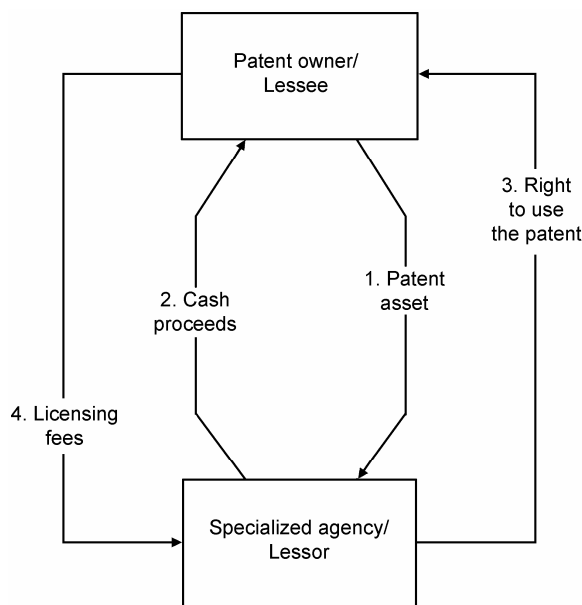 Patent owner/
Lessee
3. Right
to use
the patent
1. Patent
asset
2. Cash
proceeds
4. Licensing
fees
Specialized agency/
Lessor